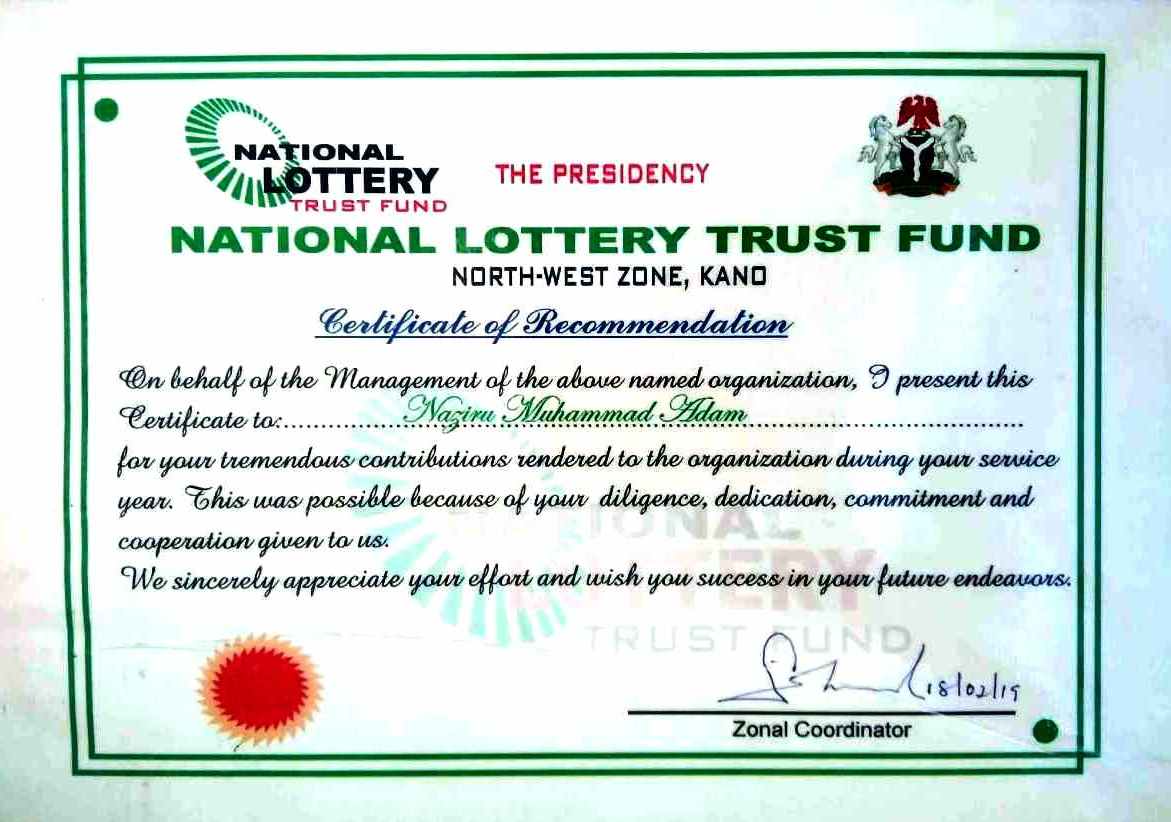 NATIONAL
LOTTERY
TRUST FUND
THE PRESIDENCY
NATIONAL LOTTERY TRUST FUND
NORTH-WEST ZONE, KANO
Certificate of Recommendation
On behalf of the Management of the above named organization, I present this
Certificate to:.....Naziru Muhammad Adam.....
for your tremendous contributions rendered to the organization during your service
year. This was possible because of your diligence, dedication, commitment and
cooperation given to us.
We sincerely appreciate your effort and wish you success in your future endeavors.
NATIONAL
LOTTERY
TRUST FUND
18/02/19
Zonal Coordinator